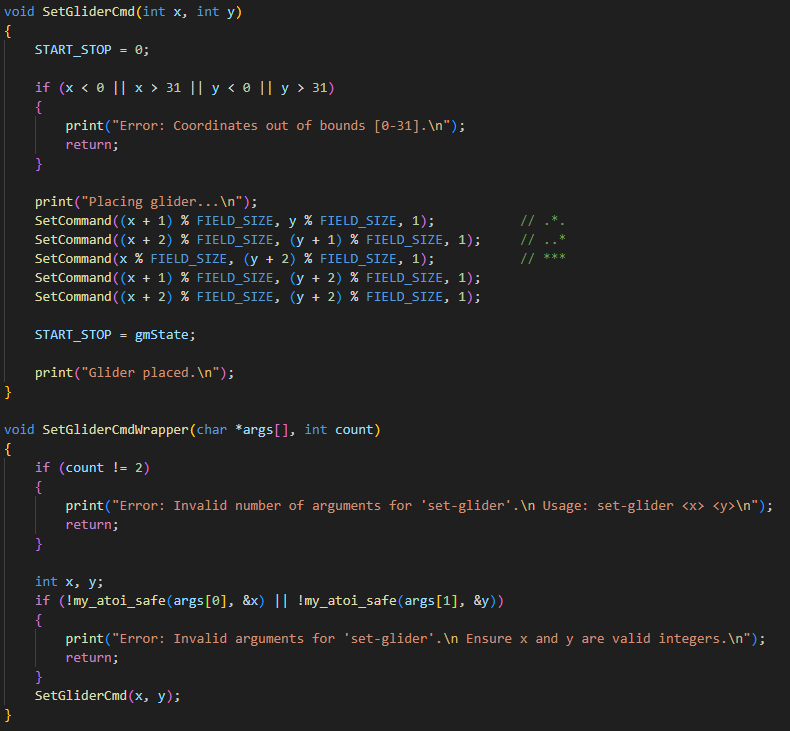 void SetGliderCmd(int x, int y)
{
    START_STOP = 0;

    if (x < 0 || x > 31 || y < 0 || y > 31)
    {
        print("Error: Coordinates out of bounds [0-31].\n");
        return;
    }

    print("Placing glider...\n");
    SetCommand((x + 1) % FIELD_SIZE, y % FIELD_SIZE, 1);           // .*.
    SetCommand((x + 2) % FIELD_SIZE, (y + 1) % FIELD_SIZE, 1);     // ..*
    SetCommand(x % FIELD_SIZE, (y + 2) % FIELD_SIZE, 1);           // ***
    SetCommand((x + 1) % FIELD_SIZE, (y + 2) % FIELD_SIZE, 1);
    SetCommand((x + 2) % FIELD_SIZE, (y + 2) % FIELD_SIZE, 1);

    START_STOP = gmState;

    print("Glider placed.\n");
}

void SetGliderCmdWrapper(char *args[], int count)
{
    if (count != 2)
    {
        print("Error: Invalid number of arguments for 'set-glider'.\n Usage: set-glider <x> <y>\n");
        return;
    }

    int x, y;
    if (!my_atoi_safe(args[0], &x) || !my_atoi_safe(args[1], &y))
    {
        print("Error: Invalid arguments for 'set-glider'.\n Ensure x and y are valid integers.\n");
        return;
    }
    SetGliderCmd(x, y);
}